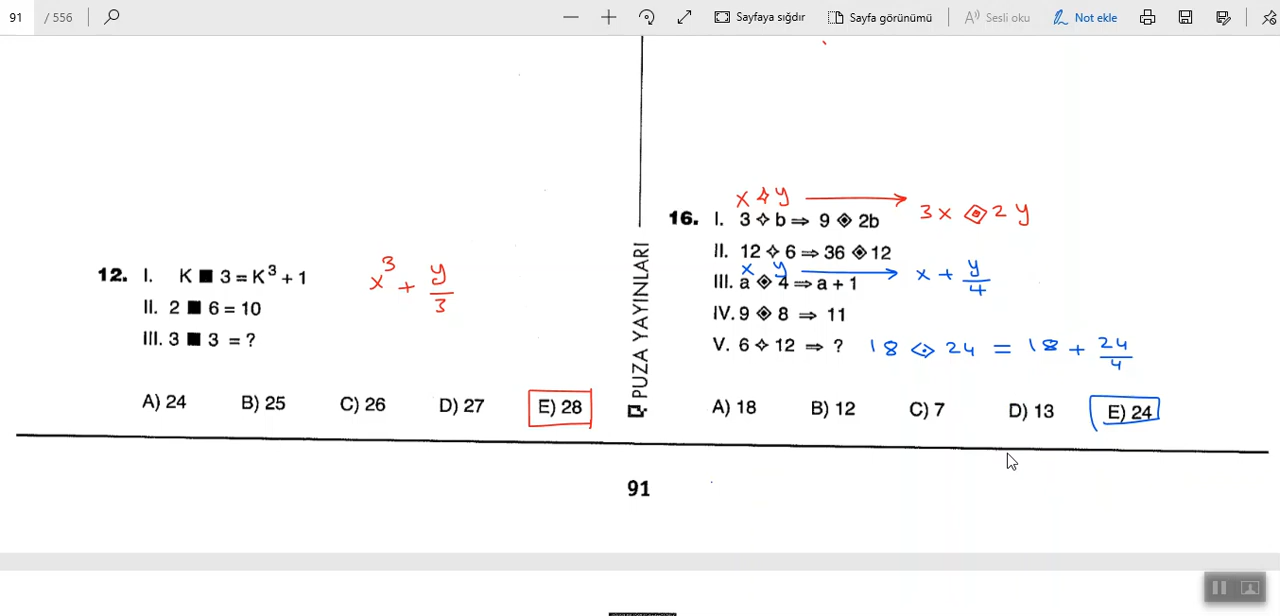 91 / 556 Sayfaya sığdır Sayfa görünümü Sesli oku Not ekle
12. I. K ■ 3 = K³ + 1
II. 2 ■ 6 = 10
III. 3 ■ 3 = ?
x³ + y/3
A) 24 B) 25 C) 26 D) 27 E) 28
PUZA YAYINLARI
x ✧ y → 3x ◈ 2y
16. I. 3 ✧ b ⇒ 9 ◈ 2b
II. 12 ✧ 6 ⇒ 36 ◈ 12
x y → x + y/4
III. a ◈ 4 ⇒ a + 1
IV. 9 ◈ 8 ⇒ 11
V. 6 ✧ 12 ⇒ ? 18 ◈ 24 = 18 + 24/4
A) 18 B) 12 C) 7 D) 13 E) 24
91